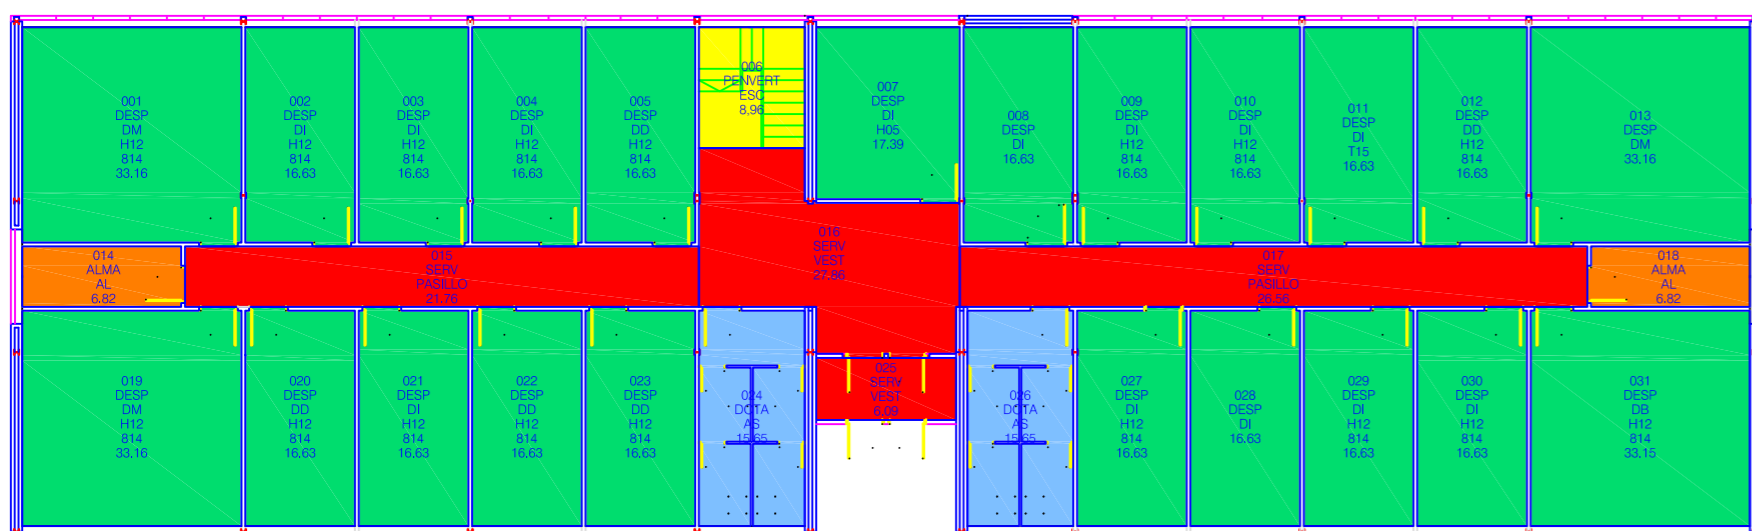 001
DESP
DM
H12
814
33.16
002
DESP
DI
H12
814
16.63
003
DESP
DI
H12
814
16.63
004
DESP
DI
H12
814
16.63
005
DESP
DD
H12
814
16.63
006
PENVERT
ESC
8.96
007
DESP
DI
H05
17.39
008
DESP
DI
16.63
009
DESP
DI
H12
814
16.63
010
DESP
DI
H12
814
16.63
011
DESP
DI
T15
16.63
012
DESP
DD
H12
814
16.63
013
DESP
DM
33.16
014
ALMA
AL
6.82
015
SERV
PASILLO
21.76
016
SERV
VEST
27.86
017
SERV
PASILLO
26.56
018
ALMA
AL
6.82
019
DESP
DM
H12
814
33.16
020
DESP
DD
H12
814
16.63
021
DESP
DI
H12
814
16.63
022
DESP
DD
H12
814
16.63
023
DESP
DD
H12
814
16.63
024
DOTA
AS
15.65
025
SERV
VEST
6.09
026
DOTA
AS
15.65
027
DESP
DI
H12
814
16.63
028
DESP
DI
16.63
029
DESP
DI
H12
814
16.63
030
DESP
DI
H12
814
16.63
031
DESP
DB
H12
814
33.15